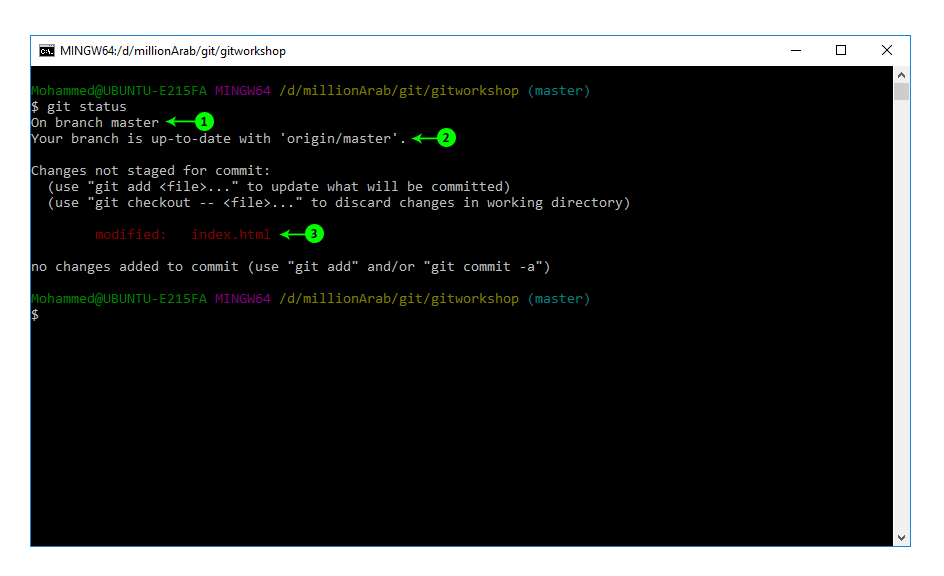 MINGW64:/d/millionArab/git/gitworkshop
Mohammed@UBUNTU-E215FA MINGW64 /d/millionArab/git/gitworkshop (master)
$ git status
On branch master 1
Your branch is up-to-date with 'origin/master'. 2
Changes not staged for commit:
(use "git add <file>..." to update what will be committed)
(use "git checkout -- <file>..." to discard changes in working directory)
modified: index.html 3
no changes added to commit (use "git add" and/or "git commit -a")
Mohammed@UBUNTU-E215FA MINGW64 /d/millionArab/git/gitworkshop (master)
$